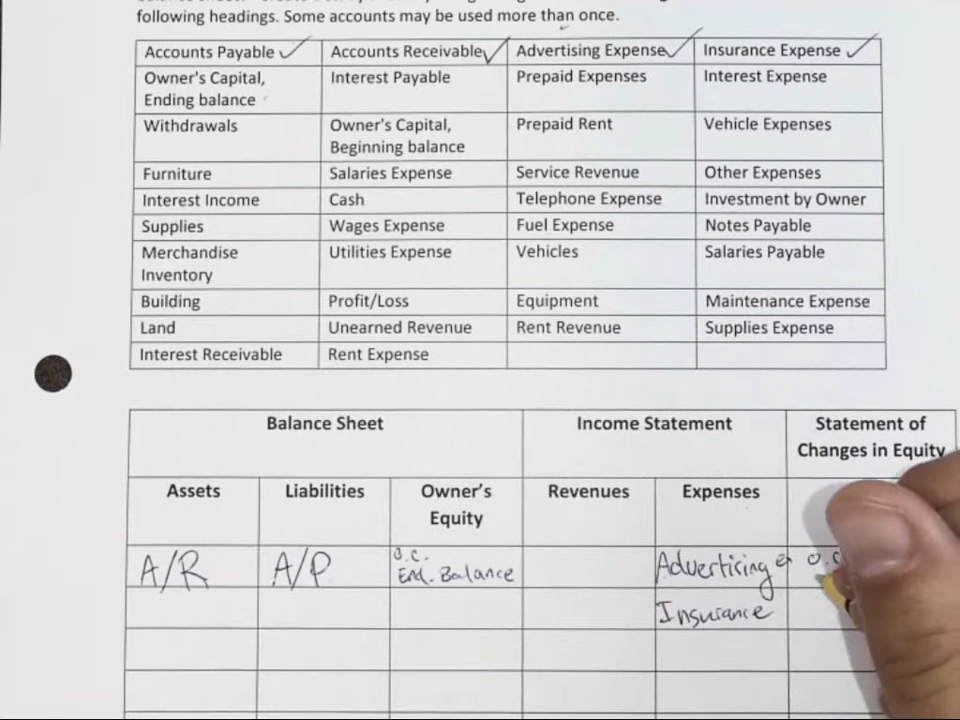 following headings. Some accounts may be used more than once.
Accounts Payable Accounts Receivable Advertising Expense Insurance Expense
Owner's Capital, Interest Payable Prepaid Expenses Interest Expense
Ending balance
Withdrawals Owner's Capital, Prepaid Rent Vehicle Expenses
Beginning balance
Furniture Salaries Expense Service Revenue Other Expenses
Interest Income Cash Telephone Expense Investment by Owner
Supplies Wages Expense Fuel Expense Notes Payable
Merchandise Utilities Expense Vehicles Salaries Payable
Inventory
Building Profit/Loss Equipment Maintenance Expense
Land Unearned Revenue Rent Revenue Supplies Expense
Interest Receivable Rent Expense
Balance Sheet Income Statement Statement of
Changes in Equity
Assets Liabilities Owner's Revenues Expenses
Equity
A/R A/P O.C. Advertising O.C
End. Balance
Insurance